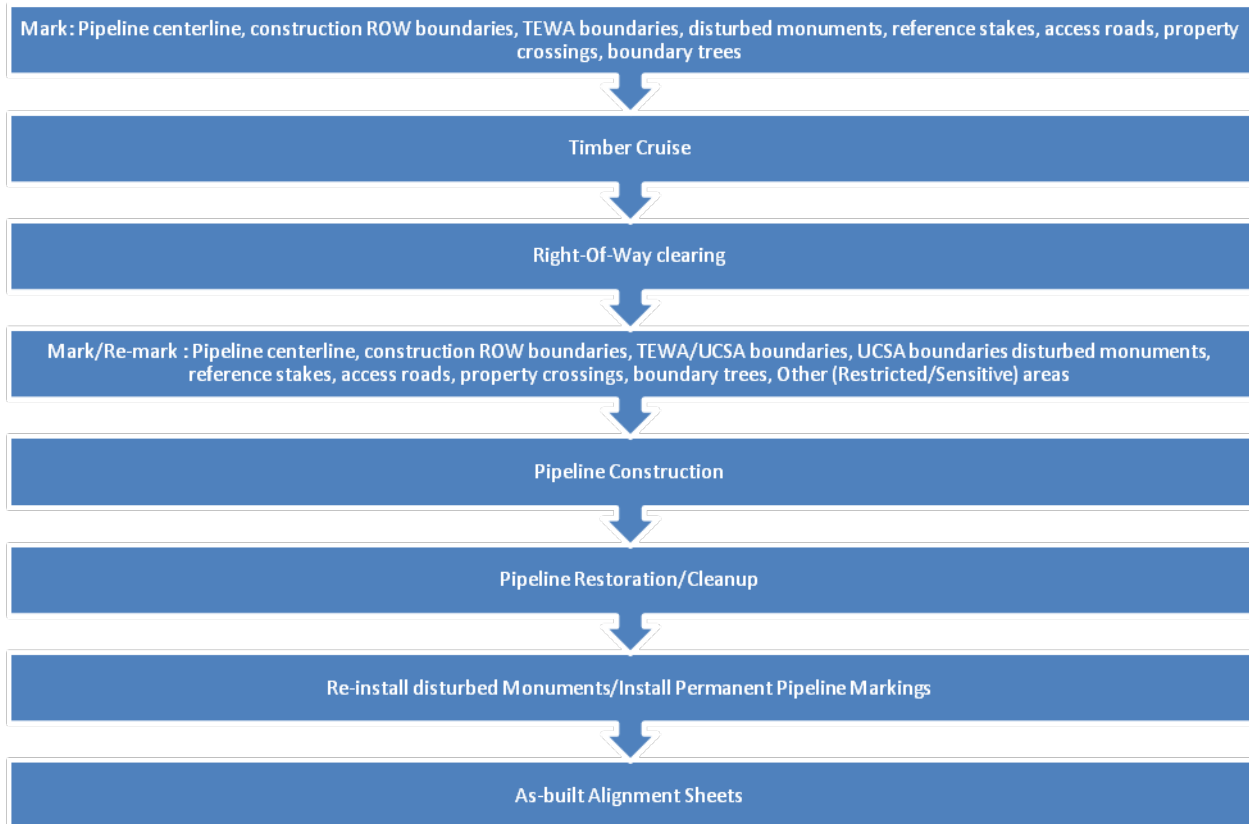 Mark: Pipeline centerline, construction ROW boundaries, TEWA boundaries, disturbed monuments, reference stakes, access roads, property
crossings, boundary trees
Timber Cruise
Right-Of-Way clearing
Mark/Re-mark : Pipeline centerline, construction ROW boundaries, TEWA/UCSA boundaries, UCSA boundaries disturbed monuments,
reference stakes, access roads, property crossings, boundary trees, Other (Restricted/Sensitive) areas
Pipeline Construction
Pipeline Restoration/Cleanup
Re-install disturbed Monuments/Install Permanent Pipeline Markings
As-built Alignment Sheets